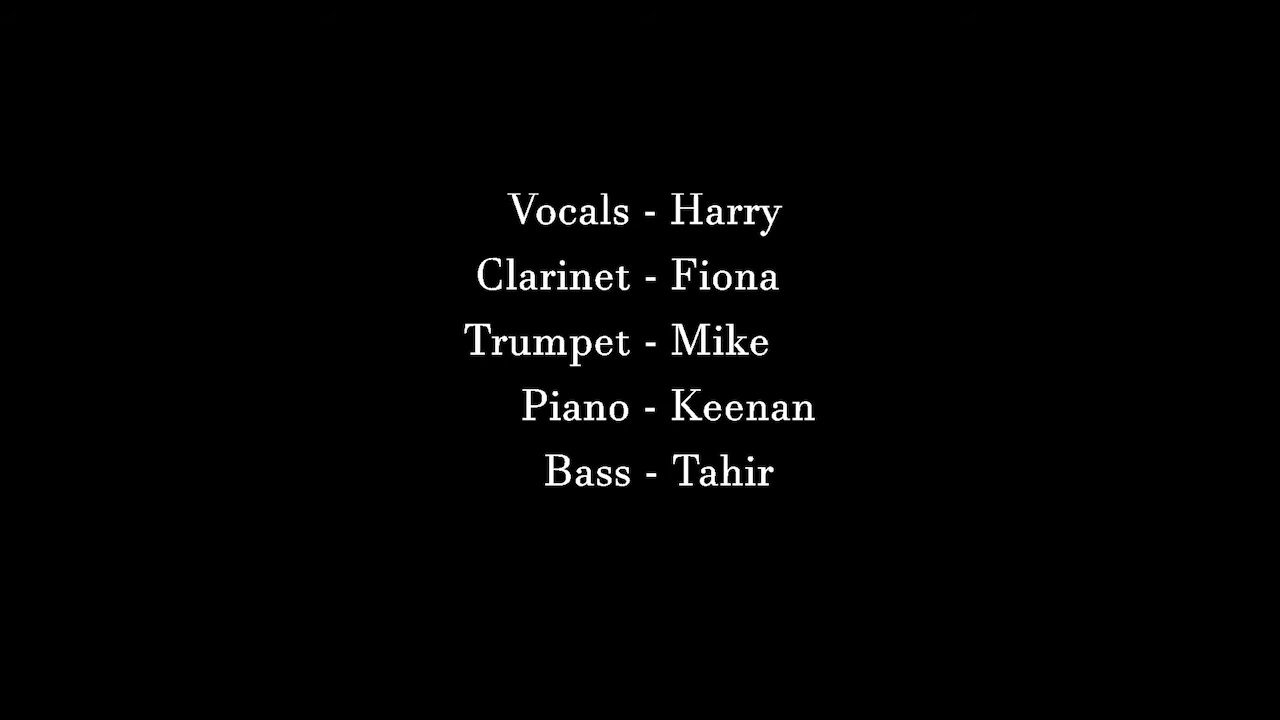 Vocals - Harry
Clarinet - Fiona
Trumpet - Mike
Piano - Keenan
Bass - Tahir